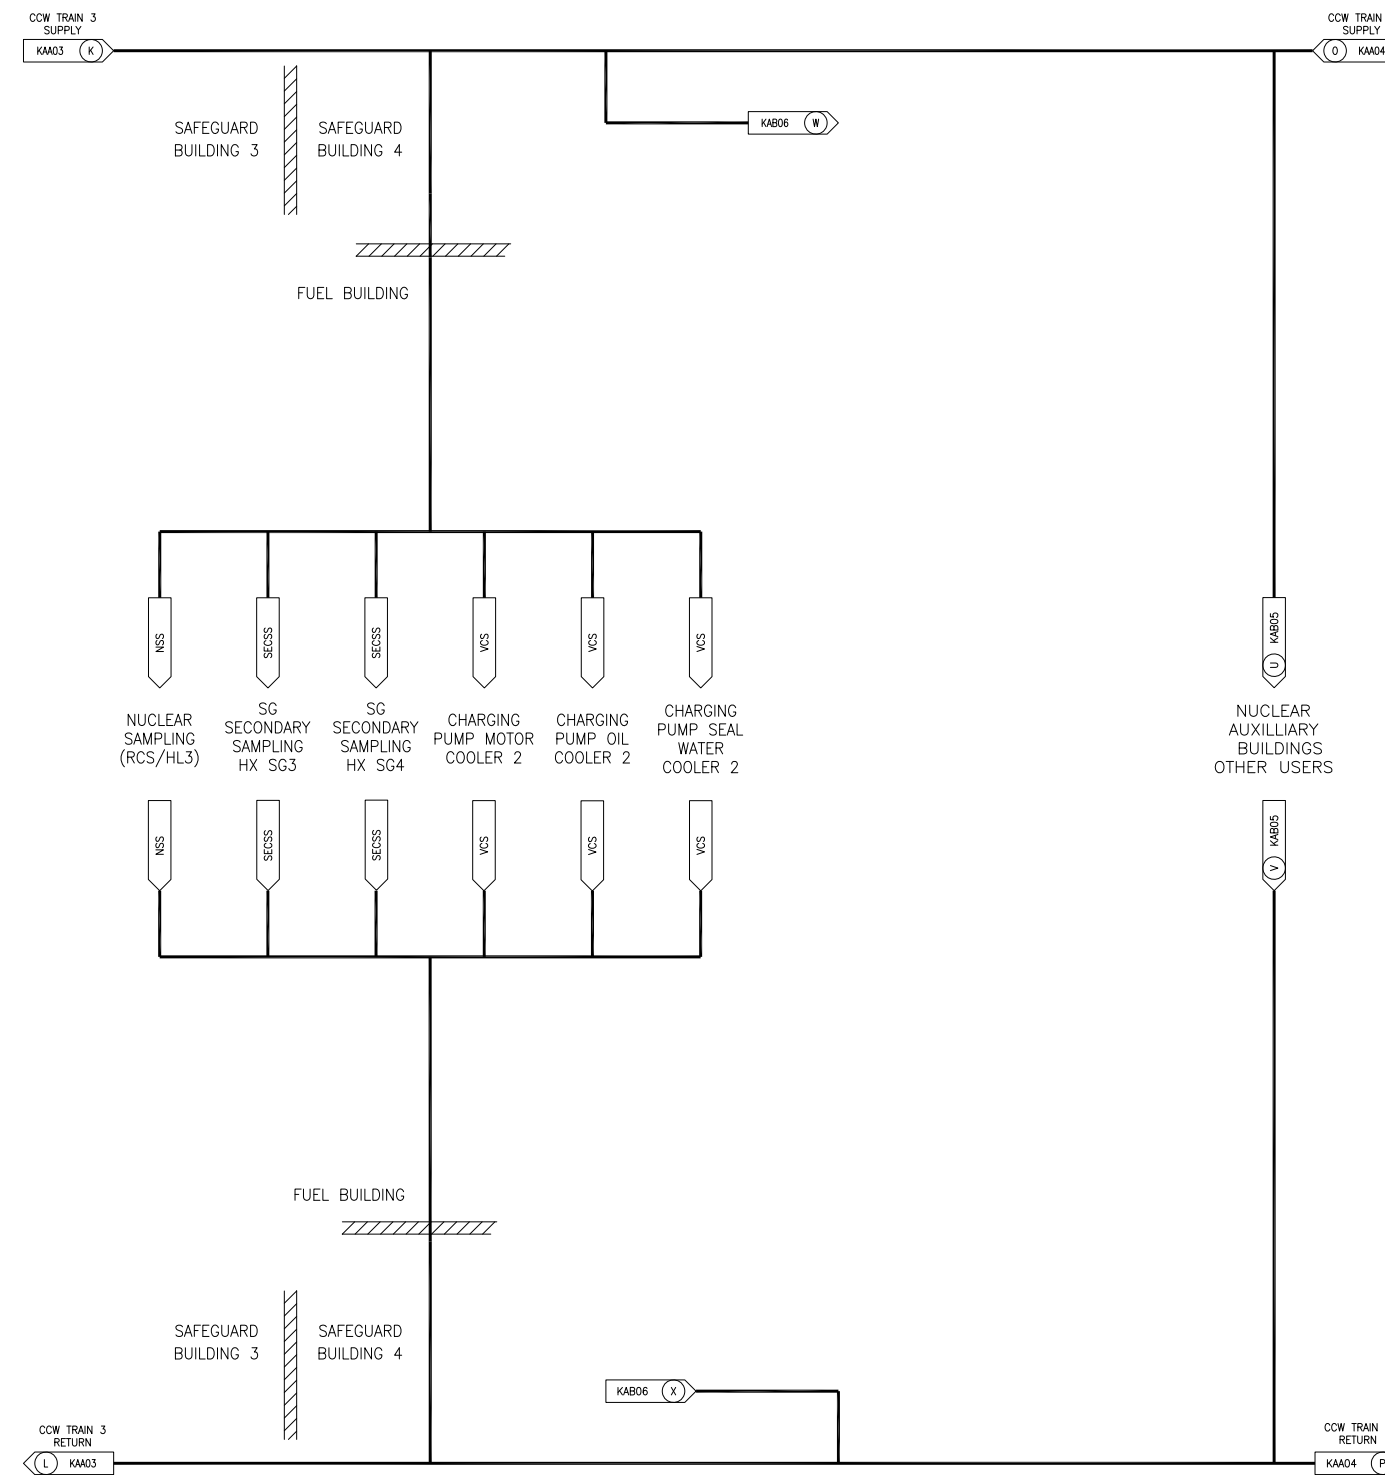 CCW TRAIN 3
SUPPLY
KAA03 K
CCW TRAIN
SUPPLY
O KAA04
KAB06 W
SAFEGUARD
BUILDING 3
SAFEGUARD
BUILDING 4
FUEL BUILDING
NSS
SECSS
SECSS
VCS
VCS
VCS
U KAB05
NUCLEAR
SAMPLING
(RCS/HL3)
SG
SECONDARY
SAMPLING
HX SG3
SG
SECONDARY
SAMPLING
HX SG4
CHARGING
PUMP MOTOR
COOLER 2
CHARGING
PUMP OIL
COOLER 2
CHARGING
PUMP SEAL
WATER
COOLER 2
NUCLEAR
AUXILLIARY
BUILDINGS
OTHER USERS
NSS
SECSS
SECSS
VCS
VCS
VCS
V KAB05
FUEL BUILDING
SAFEGUARD
BUILDING 3
SAFEGUARD
BUILDING 4
KAB06 X
CCW TRAIN 3
RETURN
L KAA03
CCW TRAIN
RETURN
KAA04 P